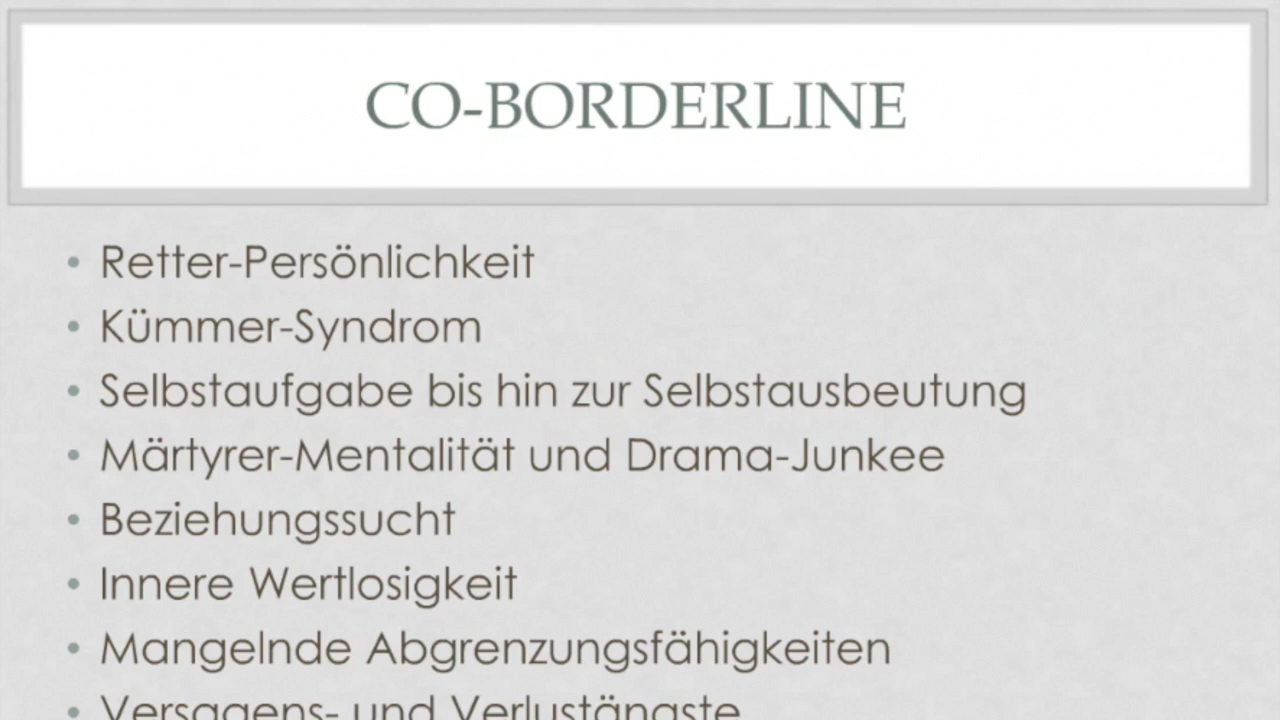 CO-BORDERLINE
• Retter-Persönlichkeit
• Kümmer-Syndrom
• Selbstaufgabe bis hin zur Selbstausbeutung
• Märtyrer-Mentalität und Drama-Junkee
• Beziehungssucht
• Innere Wertlosigkeit
• Mangelnde Abgrenzungsfähigkeiten
• Versagens- und Verlustängste